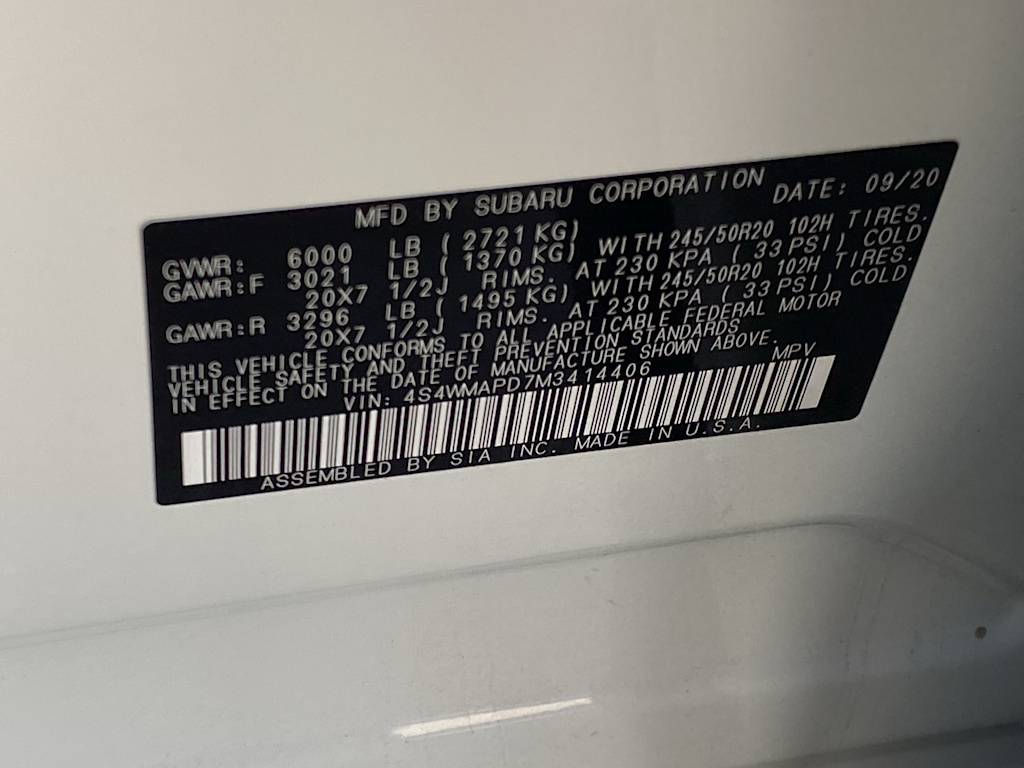 MFD BY SUBARU CORPORATION DATE: 09/20
GVWR: 6000 LB ( 2721 KG)
GAWR:F 3021 LB ( 1370 KG) WITH 245/50R20 102H TIRES.
20X7 1/2J RIMS. AT 230 KPA ( 33 PSI) COLD
GAWR:R 3296 LB ( 1495 KG) WITH 245/50R20 102H TIRES.
20X7 1/2J RIMS. AT 230 KPA ( 33 PSI) COLD
THIS VEHICLE CONFORMS TO ALL APPLICABLE FEDERAL MOTOR
VEHICLE SAFETY AND THEFT PREVENTION STANDARDS
IN EFFECT ON THE DATE OF MANUFACTURE SHOWN ABOVE.
VIN: 4S4WMAPD7M3414406 MPV
ASSEMBLED BY SIA INC. MADE IN U.S.A.